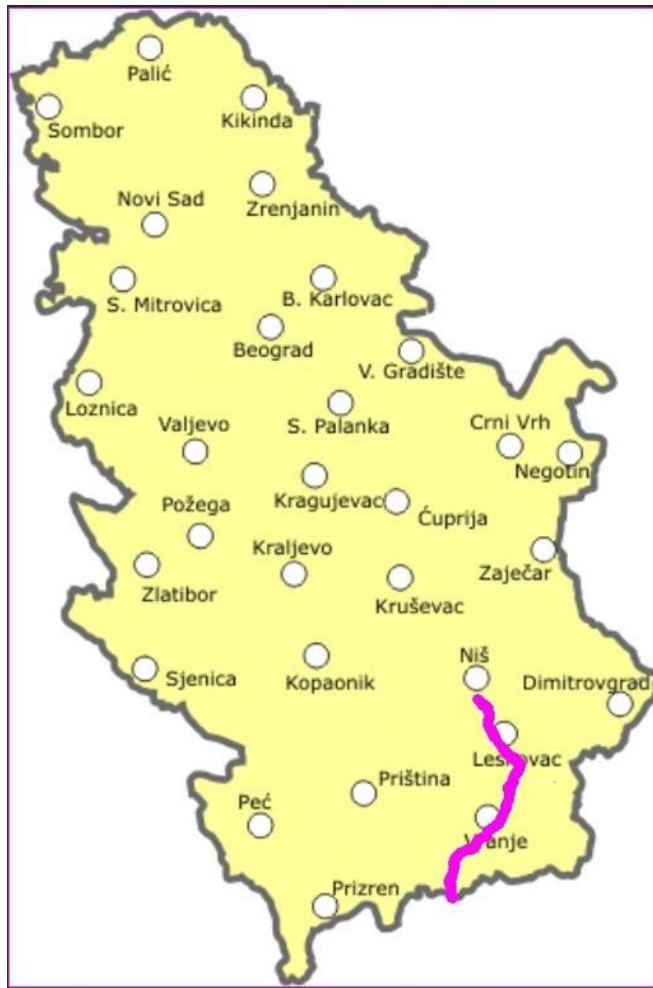 Palić
Sombor
Kikinda
Novi Sad
Zrenjanin
S. Mitrovica
B. Karlovac
Beograd
V. Gradište
Loznica
Valjevo
S. Palanka
Crni Vrh
Negotin
Kragujevac
Požega
Ćuprija
Kraljevo
Zlatibor
Kruševac
Zaječar
Sjenica
Kopaonik
Niš
Dimitrovgrad
Leskovac
Priština
Peć
Vranje
Prizren